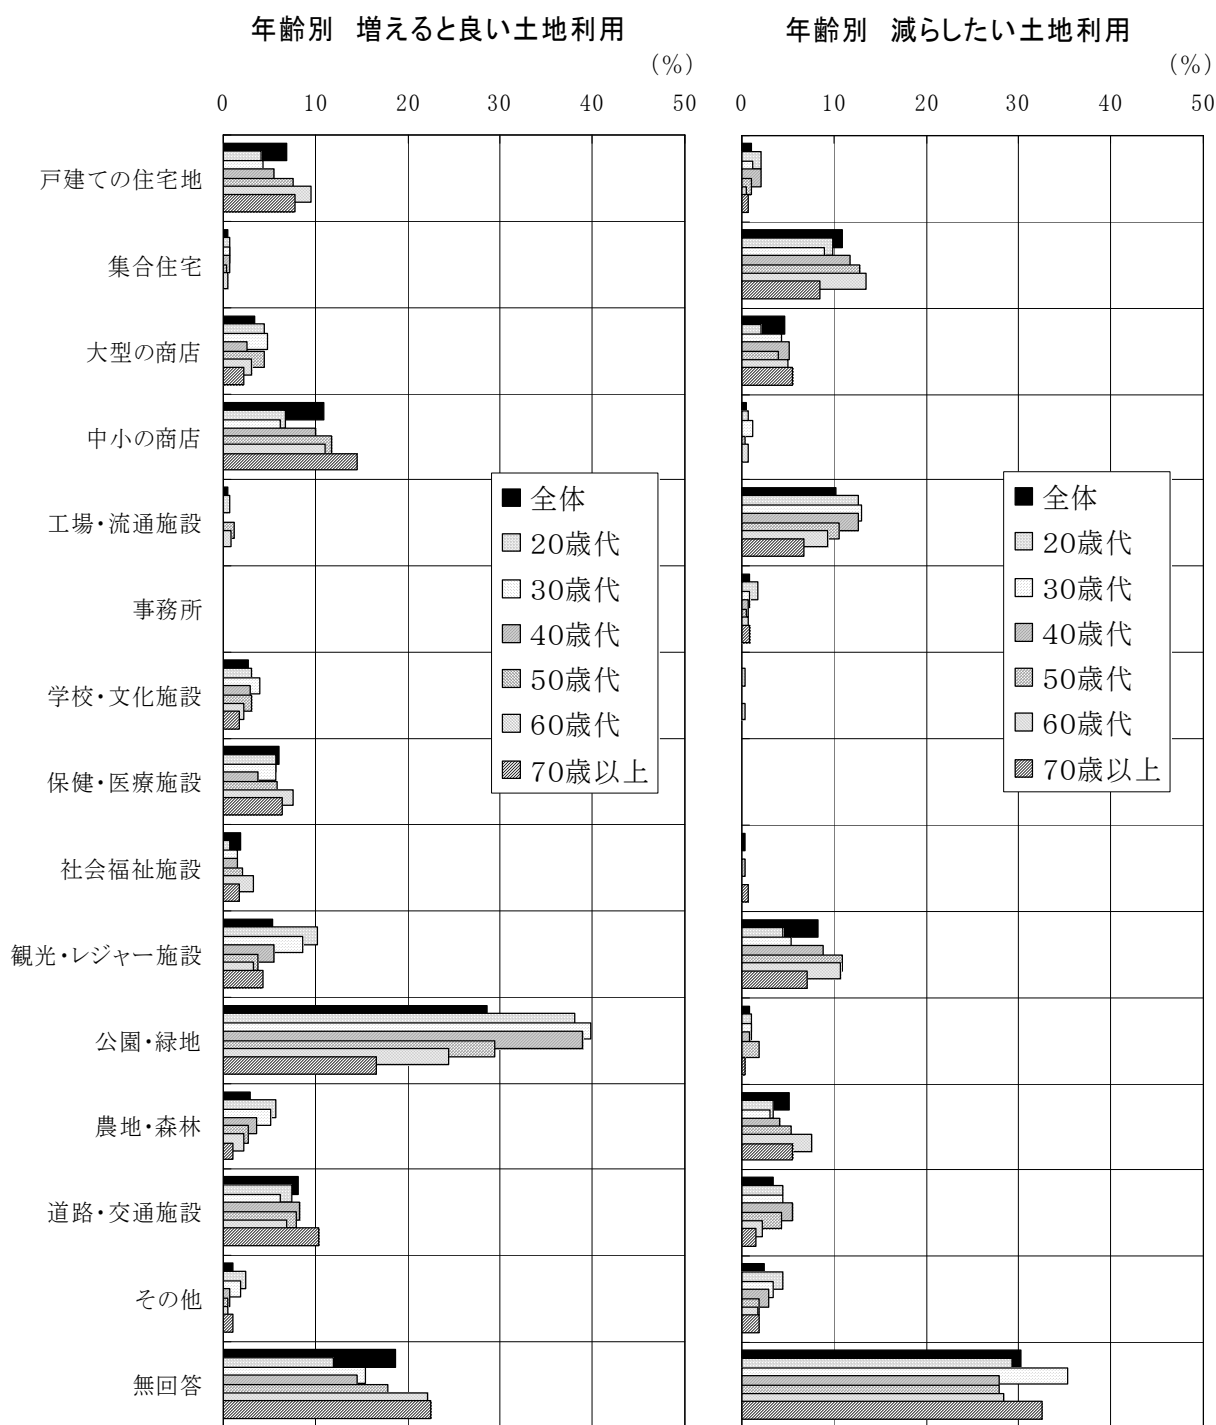 年齢別 増えると良い土地利用
年齢別 減らしたい土地利用
(%)
(%)
0 10 20 30 40 50
0 10 20 30 40 50
戸建ての住宅地
集合住宅
大型の商店
中小の商店
工場・流通施設
事務所
学校・文化施設
保健・医療施設
社会福祉施設
観光・レジャー施設
公園・緑地
農地・森林
道路・交通施設
その他
無回答
全体
20歳代
30歳代
40歳代
50歳代
60歳代
70歳以上
全体
20歳代
30歳代
40歳代
50歳代
60歳代
70歳以上